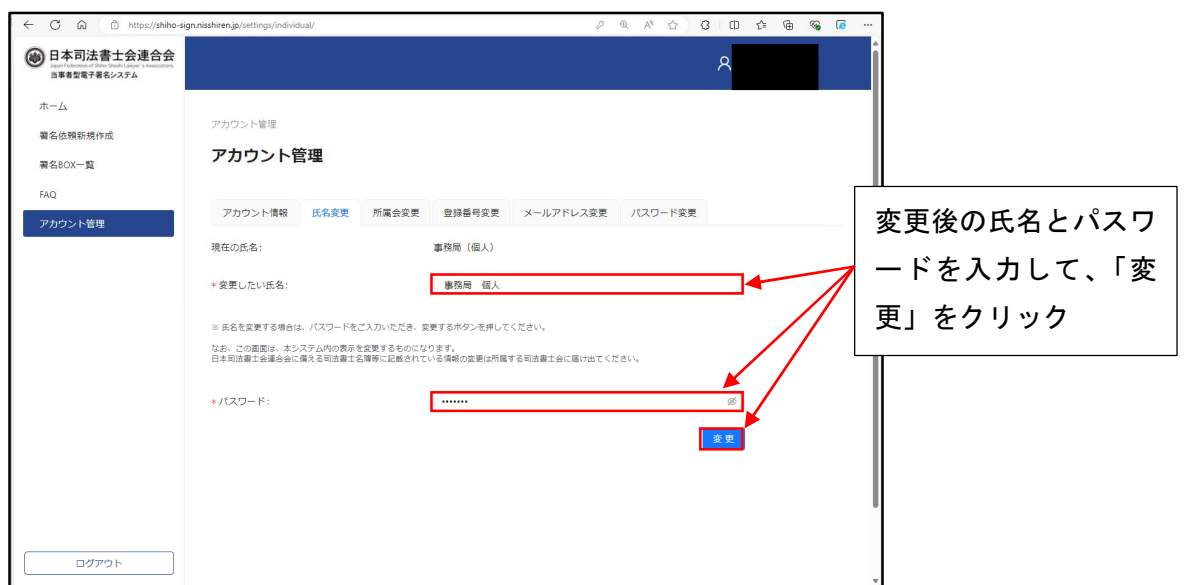 https://shiho-sign.nisshiren.jp/settings/individual/
日本司法書士会連合会
Japan Federation of Shiho-Shoshi Lawyer's Associations
当事者型電子署名システム
ホーム
署名依頼新規作成
署名BOX一覧
FAQ
アカウント管理
ログアウト
アカウント管理
アカウント管理
アカウント情報 氏名変更 所属会変更 登録番号変更 メールアドレス変更 パスワード変更
現在の氏名: 事務局(個人)
* 変更したい氏名: 事務局 個人
※ 氏名を変更する場合は、パスワードをご入力いただき、変更するボタンを押してください。
なお、この画面は、本システム内の表示を変更するものになります。
日本司法書士会連合会に備える司法書士名簿等に記載されている情報の変更は所属する司法書士会に届け出てください。
* パスワード: •••••••
変 更
変更後の氏名とパスワ
ードを入力して、「変
更」をクリック